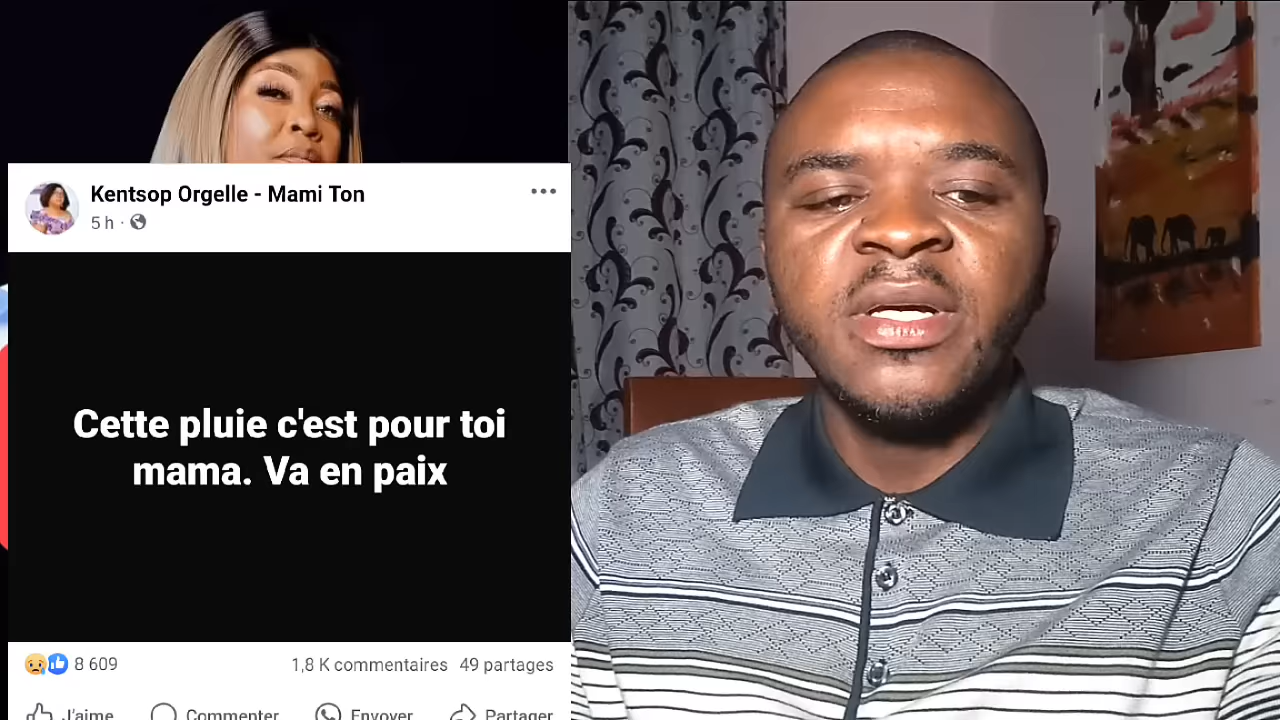 Kentsop Orgelle - Mami Ton
5 h ·
Cette pluie c'est pour toi
mama. Va en paix
8 609
1,8 K commentaires 49 partages
J'aime
Commenter
Envoyer
Partager